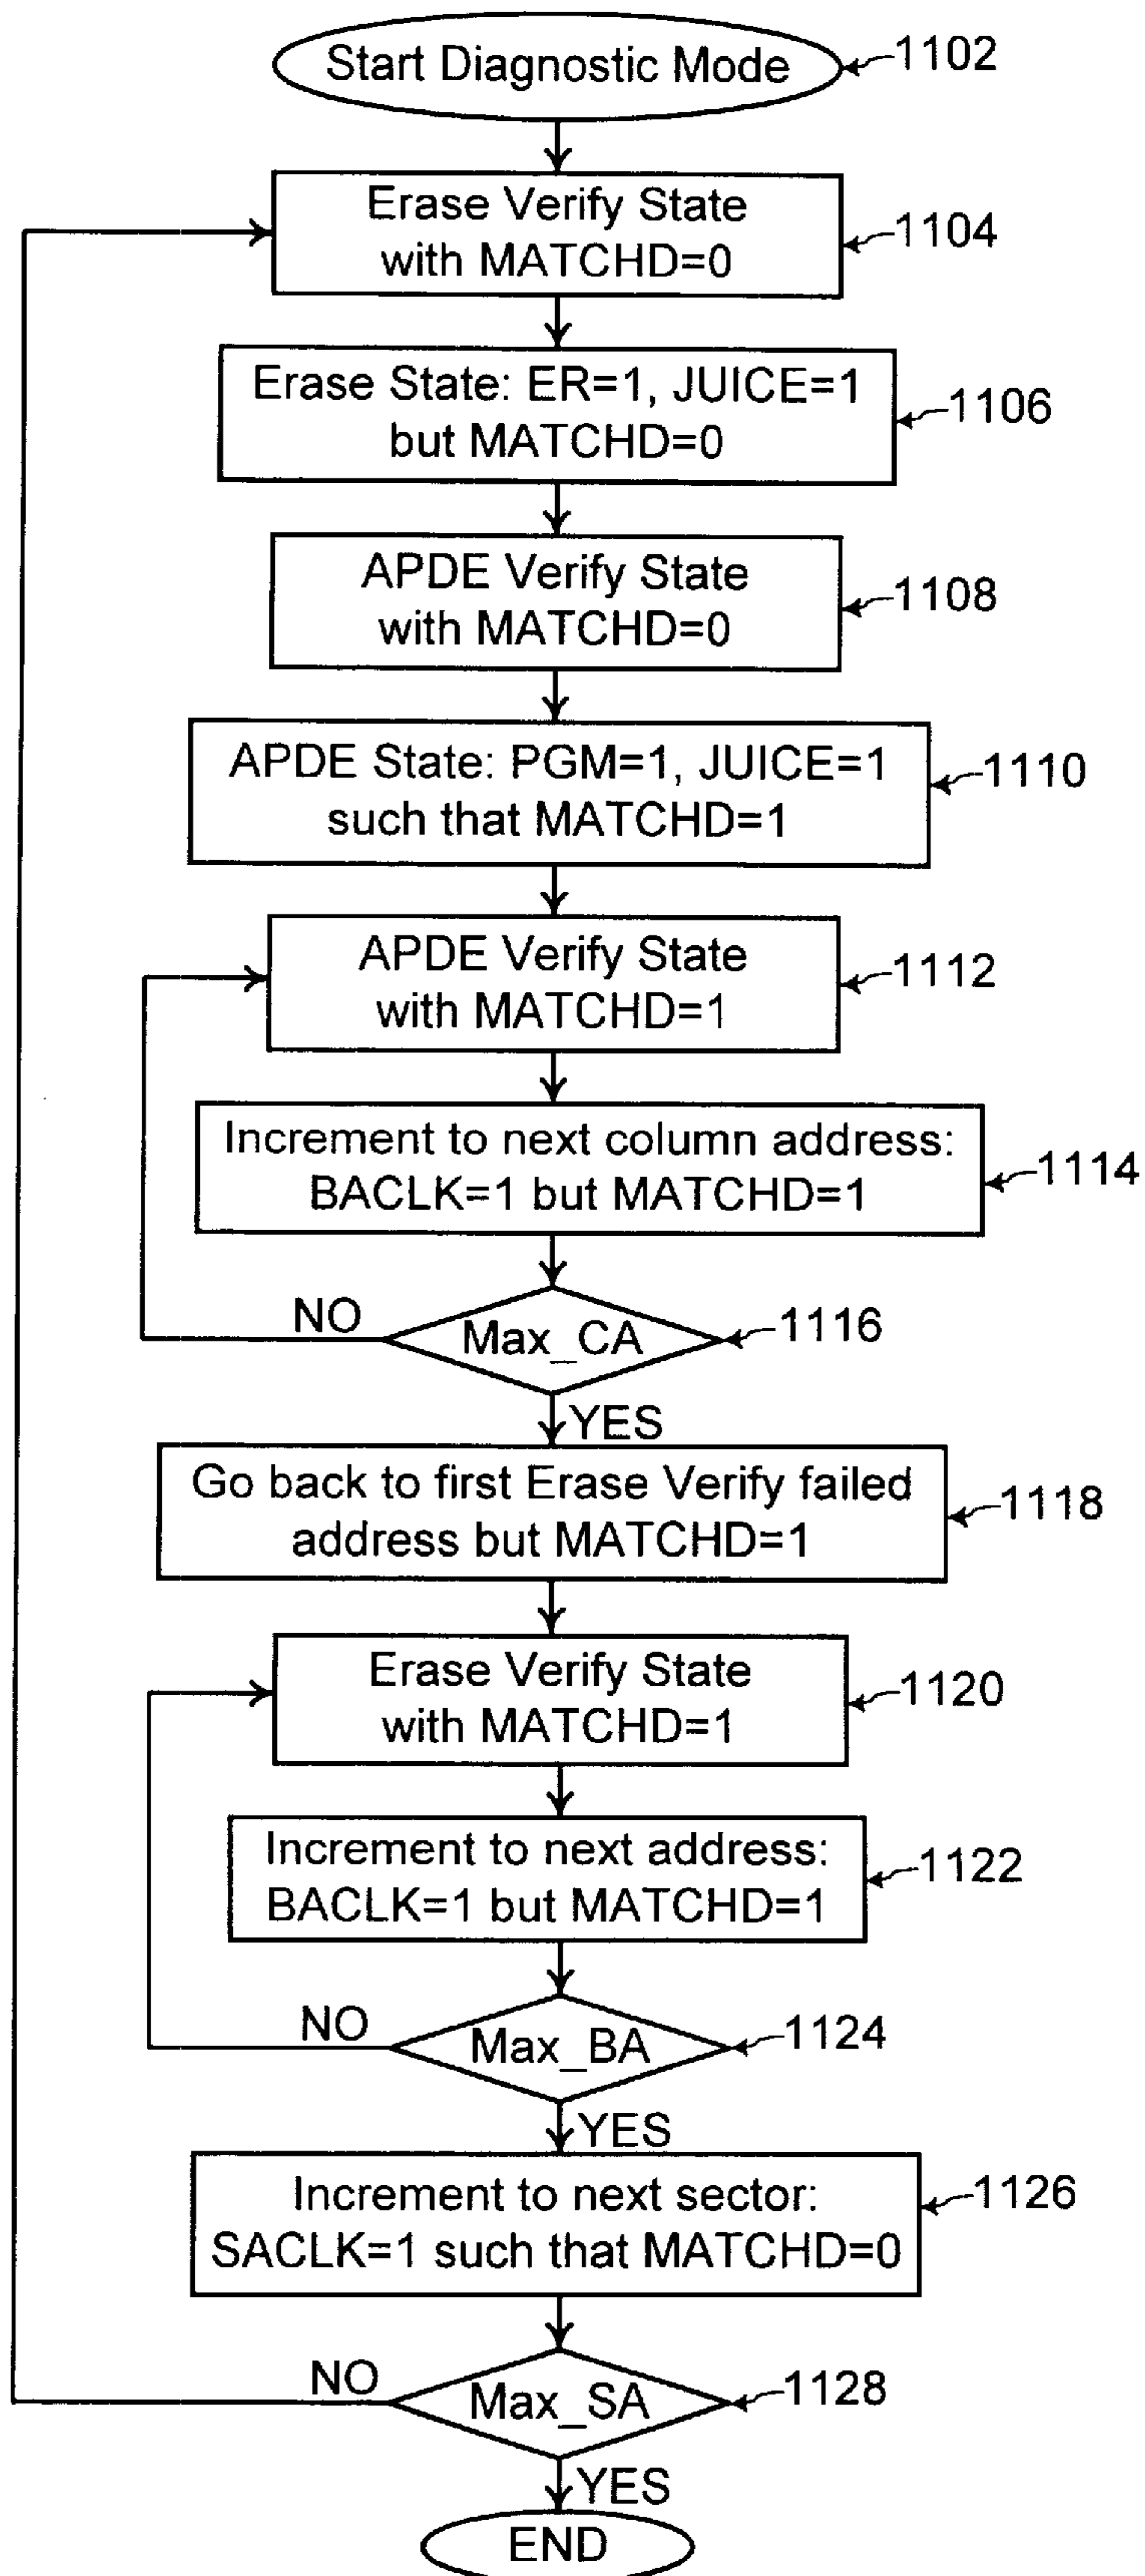 Start Diagnostic Mode
1102
Erase Verify State
with MATCHD=0
1104
Erase State: ER=1, JUICE=1
but MATCHD=0
1106
APDE Verify State
with MATCHD=0
1108
APDE State: PGM=1, JUICE=1
such that MATCHD=1
1110
APDE Verify State
with MATCHD=1
1112
Increment to next column address:
BACLK=1 but MATCHD=1
1114
NO
Max_CA
1116
YES
Go back to first Erase Verify failed
address but MATCHD=1
1118
Erase Verify State
with MATCHD=1
1120
Increment to next address:
BACLK=1 but MATCHD=1
1122
NO
Max_BA
1124
YES
Increment to next sector:
SACLK=1 such that MATCHD=0
1126
NO
Max_SA
1128
YES
END